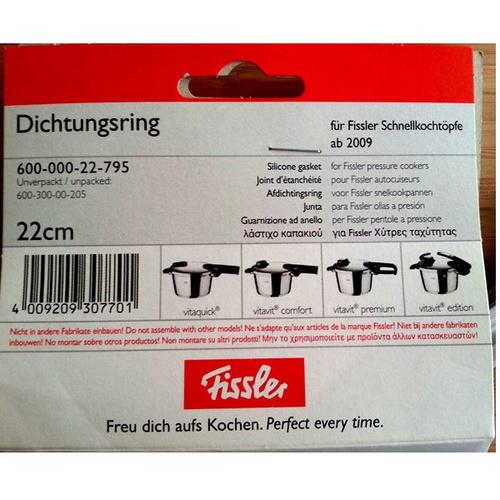 Dichtungsring
für Fissler Schnellkochtöpfe
ab 2009
600-000-22-795
Unverpackt / unpacked:
600-300-00-205
22cm
Silicone gasket for Fissler pressure cookers
Joint d'étanchéité pour Fissler autocuiseurs
Afdichtingsring voor Fissler snelkookpannen
Junta para Fissler ollas a presión
Guarnizione ad anello per Fissler pentole a pressione
λάστιχο καπακιού για Fissler Χύτρες ταχύτητας
4 009209 307701
vitaquick® vitavit® comfort vitavit® premium vitavit® edition
Nicht in andere Fabrikate einbauen! Do not assemble with other models! Ne s'adapte qu'aux articles de la marque Fissler! Niet bij andere fabrikaten
inbouwen! No montar sobre otros productos! Non montare su altri prodotti! Μην το χρησιμοποιείτε με προϊόντα άλλων κατασκευαστών!
Fissler
Freu dich aufs Kochen. Perfect every time.